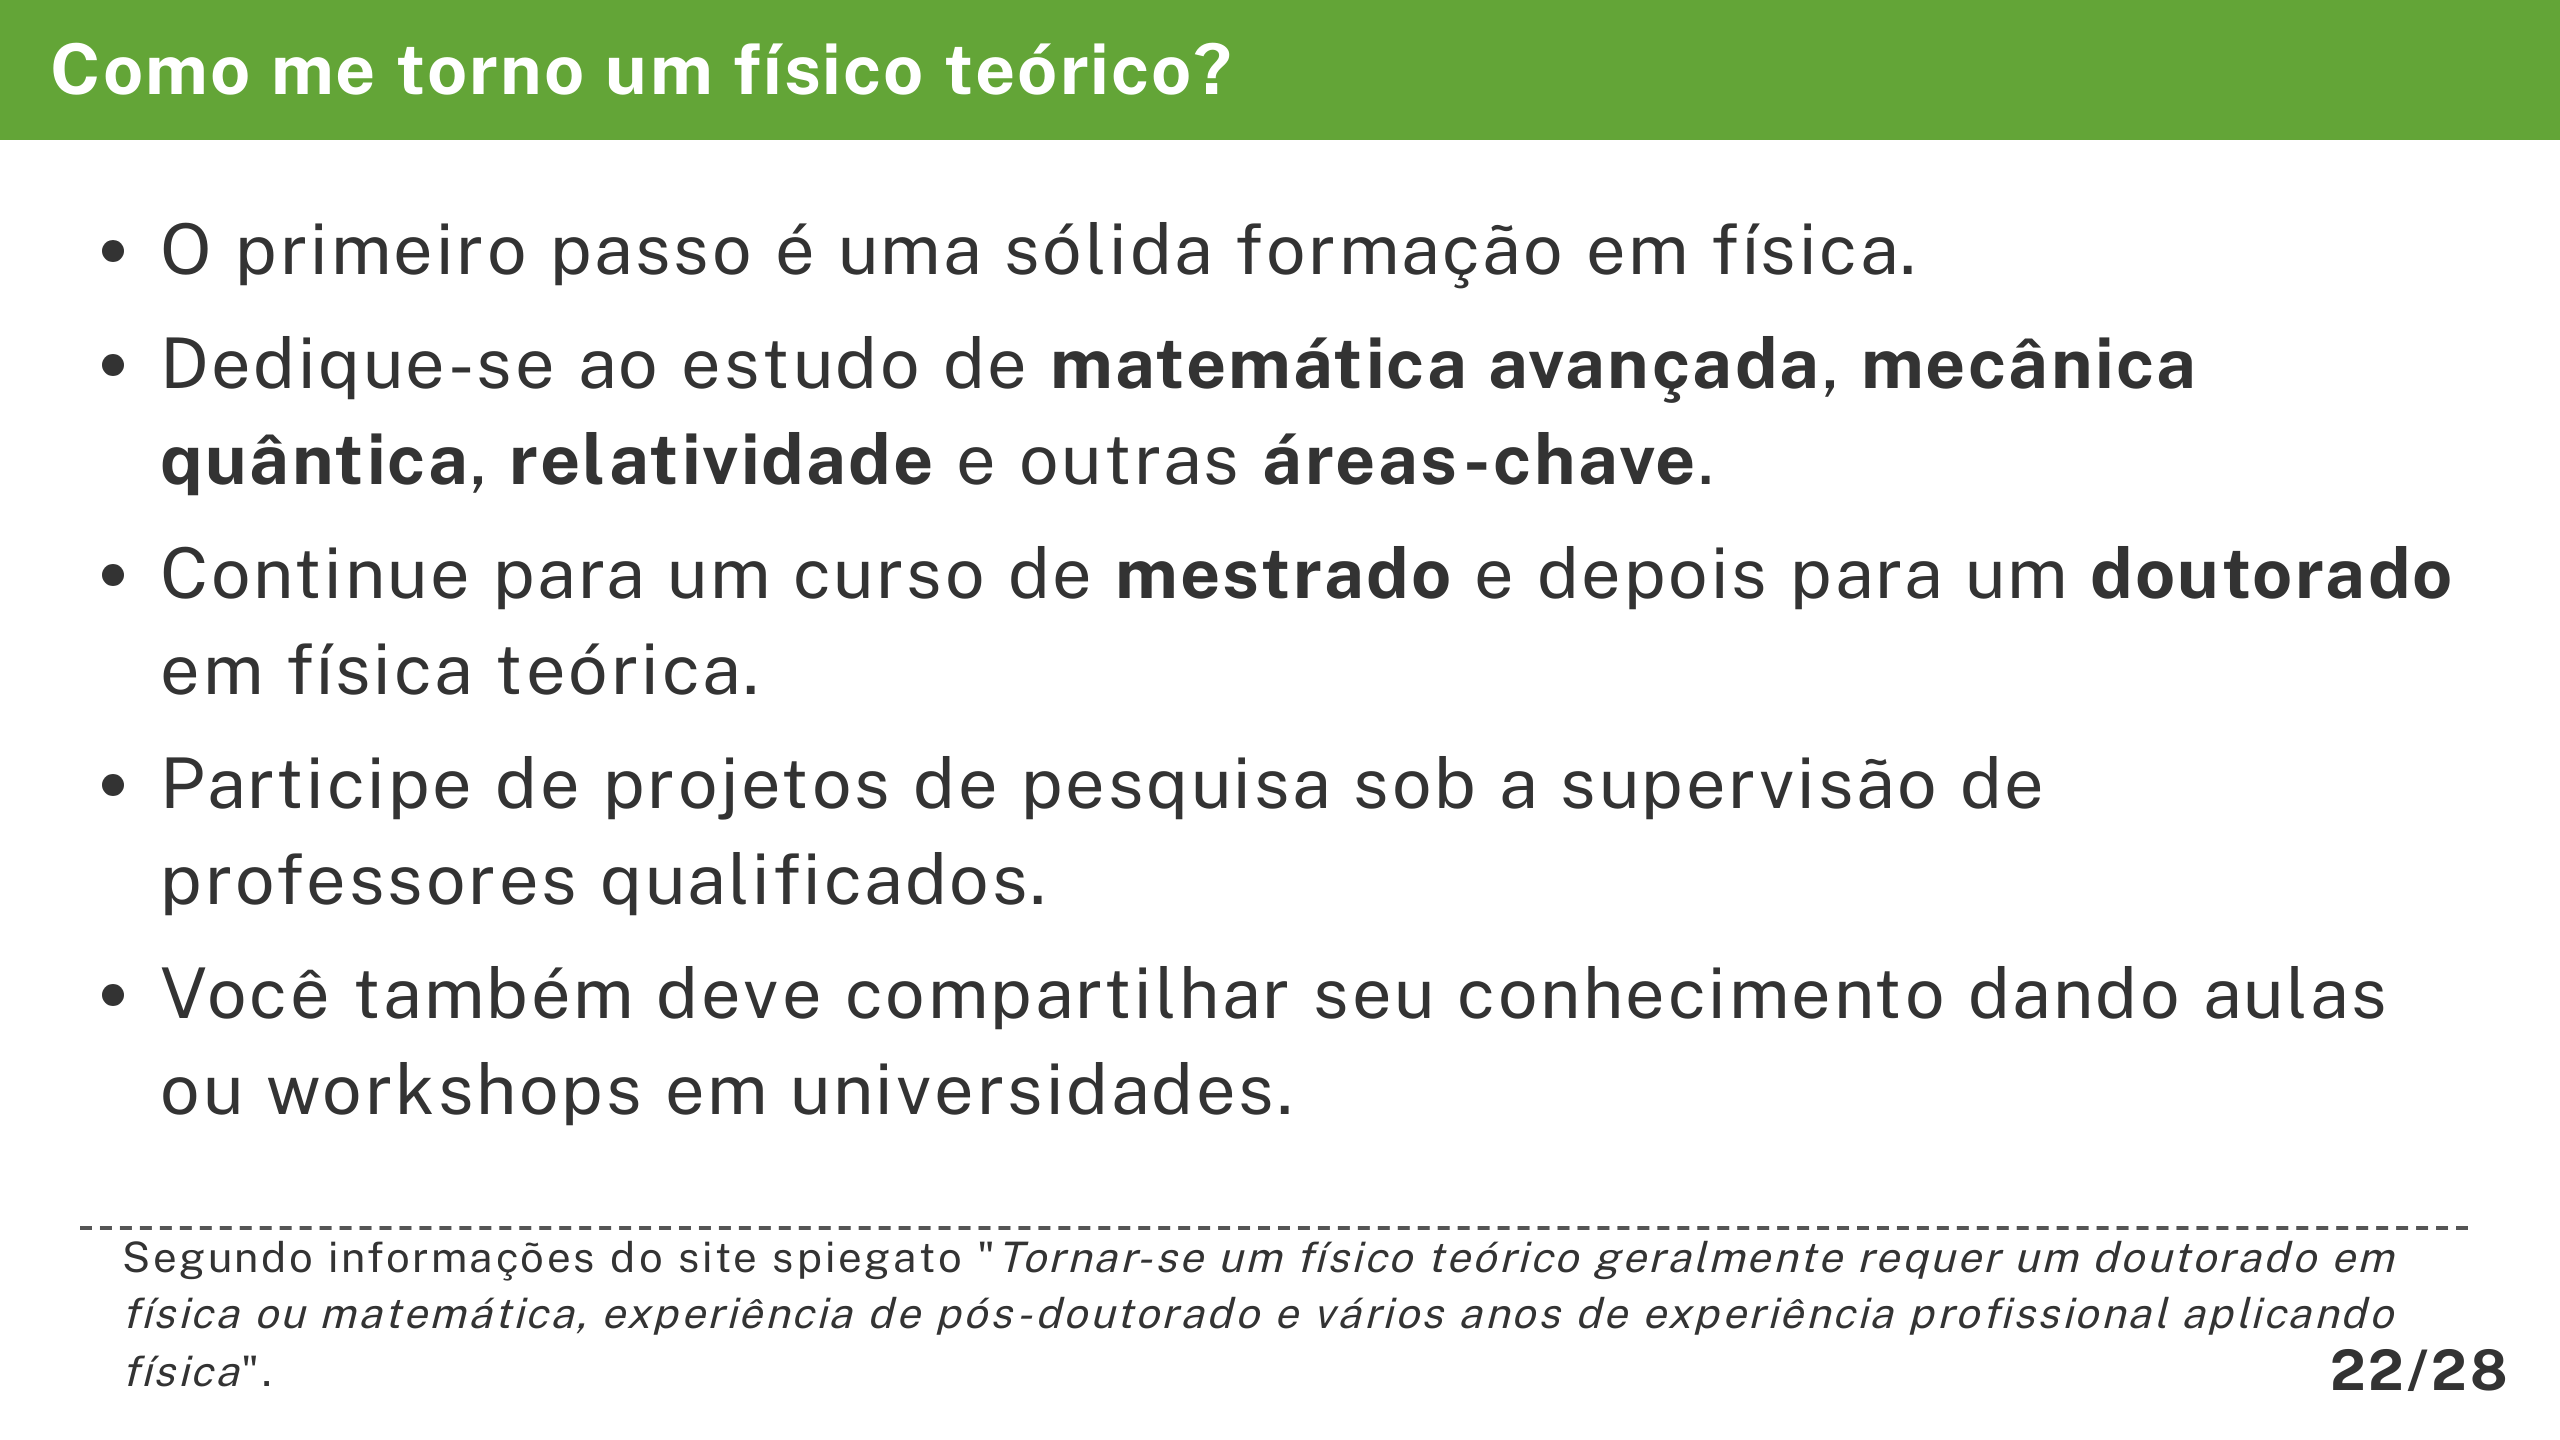 Como me torno um físico teórico?
• O primeiro passo é uma sólida formação em física.
• Dedique-se ao estudo de matemática avançada, mecânica
quântica, relatividade e outras áreas-chave.
• Continue para um curso de mestrado e depois para um doutorado
em física teórica.
• Participe de projetos de pesquisa sob a supervisão de
professores qualificados.
• Você também deve compartilhar seu conhecimento dando aulas
ou workshops em universidades.
Segundo informações do site spiegato "Tornar-se um físico teórico geralmente requer um doutorado em
física ou matemática, experiência de pós-doutorado e vários anos de experiência profissional aplicando
física".
22/28